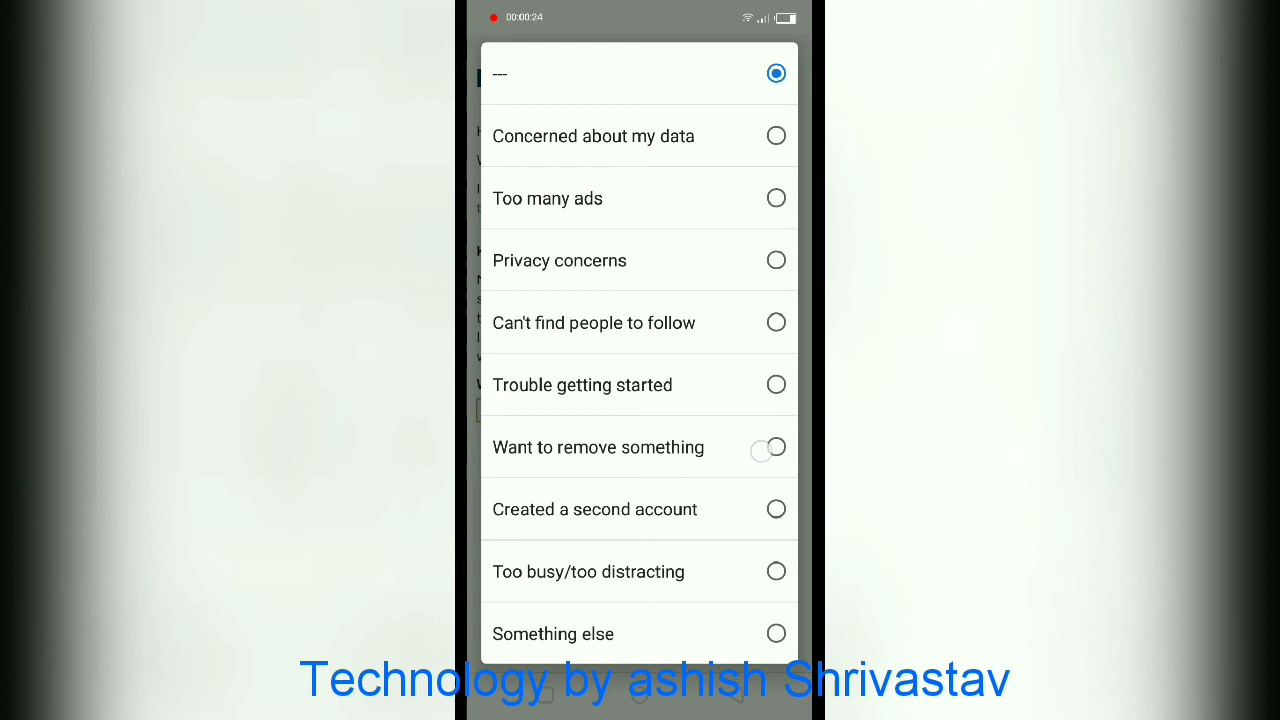 00:00:24
---
Concerned about my data
Too many ads
Privacy concerns
Can't find people to follow
Trouble getting started
Want to remove something
Created a second account
Too busy/too distracting
Something else
Technology by ashish Shrivastav